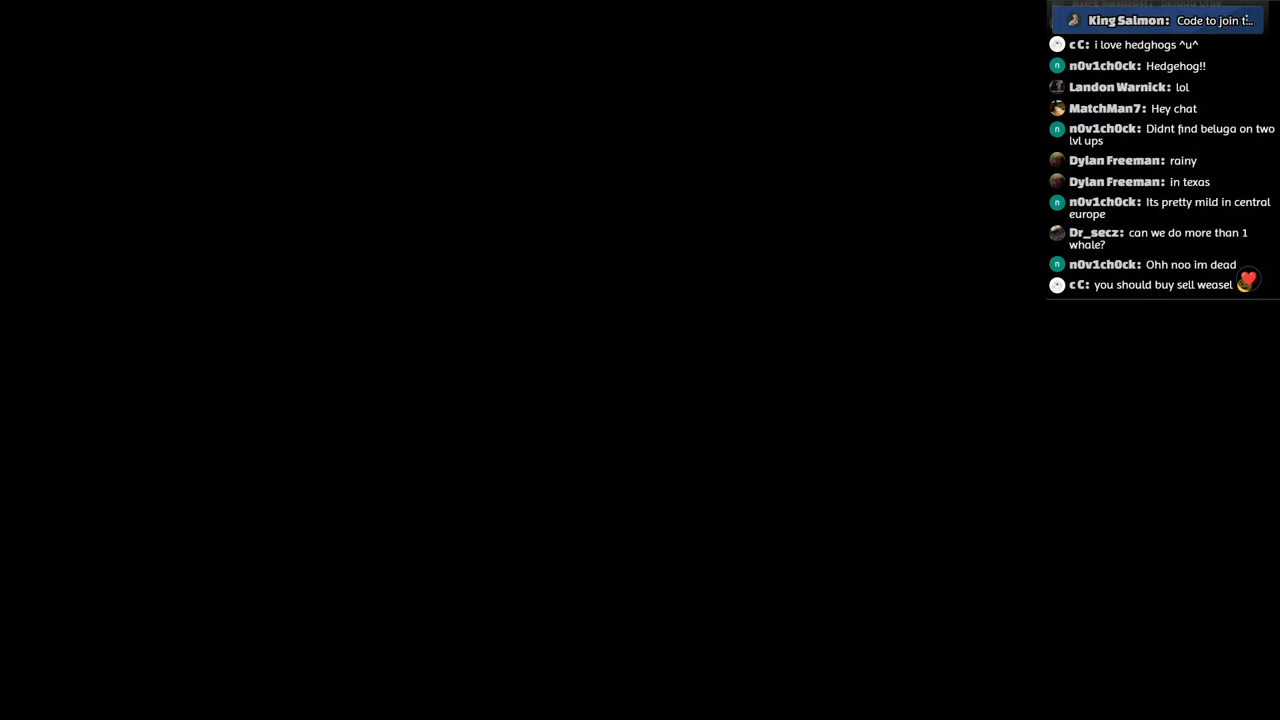 King Salmon: Code to join t...
c C: i love hedghogs ^u^
n0v1ch0ck: Hedgehog!!
Landon Warnick: lol
MatchMan7: Hey chat
n0v1ch0ck: Didnt find beluga on two
lvl ups
Dylan Freeman: rainy
Dylan Freeman: in texas
n0v1ch0ck: Its pretty mild in central
europe
Dr_secz: can we do more than 1
whale?
n0v1ch0ck: Ohh noo im dead
c C: you should buy sell weasel